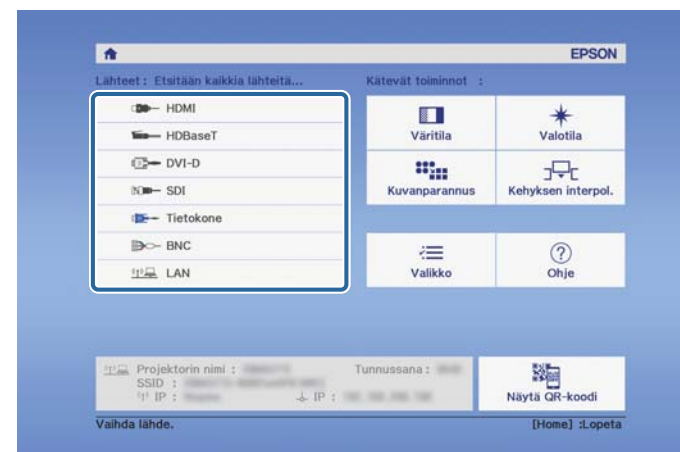 EPSON
Lähteet : Etsitään kaikkia lähteitä...
Kätevät toiminnot :
HDMI
HDBaseT
DVI-D
SDI
Tietokone
BNC
LAN
Väritila
Valotila
Kuvanparannus
Kehyksen interpol.
Valikko
Ohje
Projektorin nimi :
SSID :
IP :
Tunnussana :
IP :
Näytä QR-koodi
Vaihda lähde.
[Home] :Lopeta